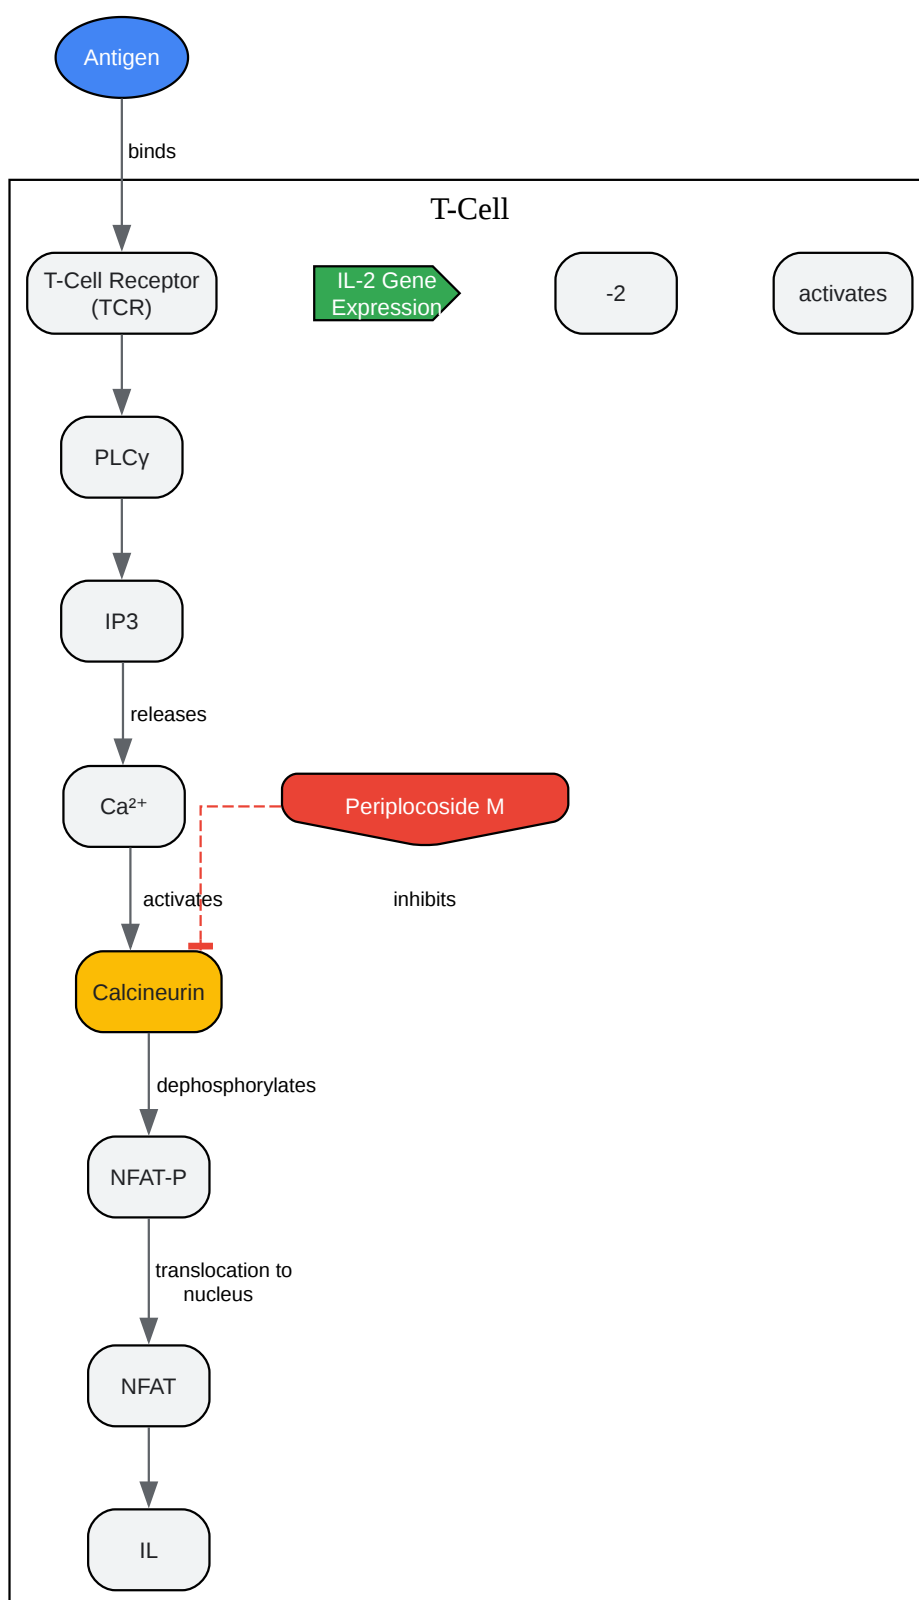 Antigen
binds
T-Cell
T-Cell Receptor
(TCR)
IL-2 Gene
Expression
-2
activates
PLCγ
IP3
releases
Ca²⁺
Periplocoside M
activates
inhibits
Calcineurin
dephosphorylates
NFAT-P
translocation to
nucleus
NFAT
IL